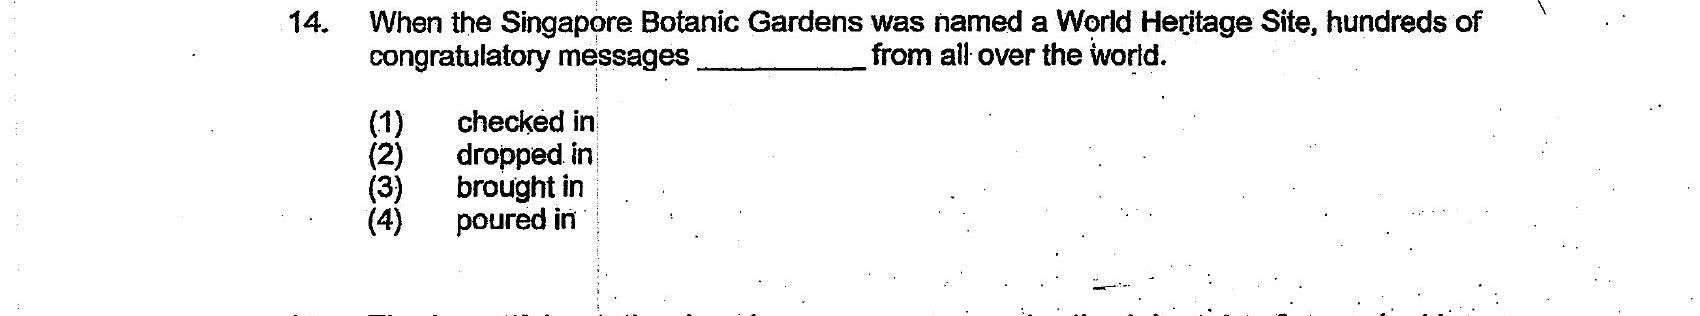 14. When the Singapore Botanic Gardens was named a World Heritage Site, hundreds of
congratulatory messages __________ from all over the world.
(1) checked in
(2) dropped in
(3) brought in
(4) poured in